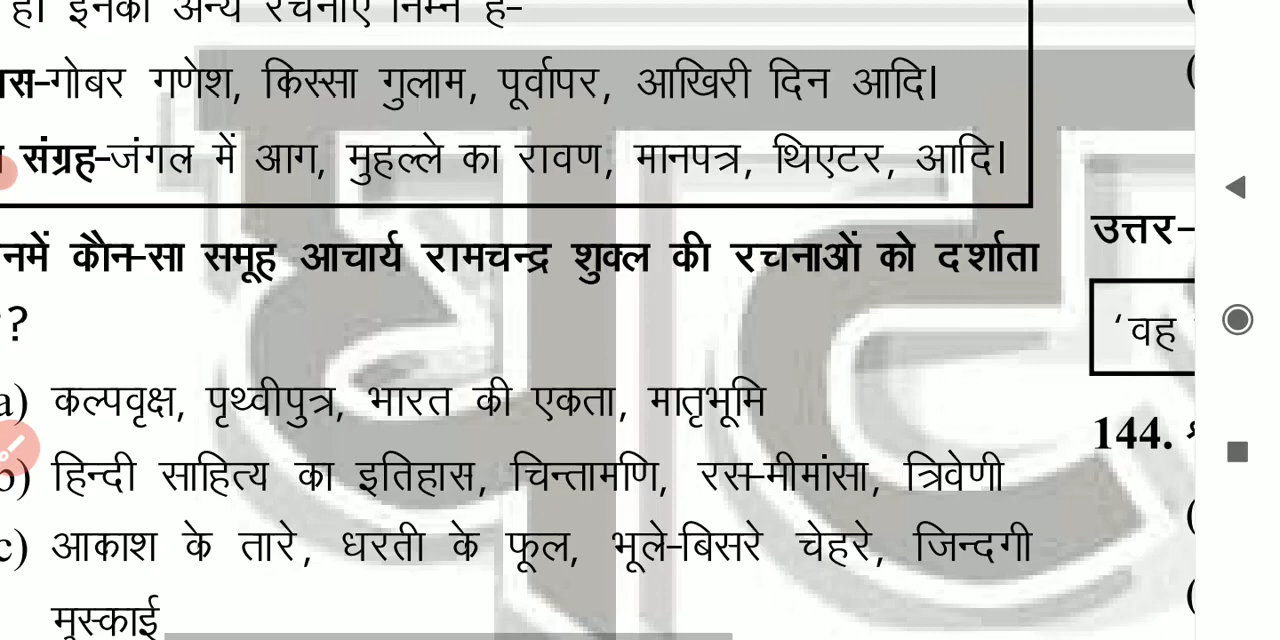 हैं। इनकी अन्य रचनाएँ निम्न हैं-
गोबर गणेश, किस्सा गुलाम, पूर्वापर, आखिरी दिन आदि।
संग्रह-जंगल में आग, मुहल्ले का रावण, मानपत्र, थिएटर, आदि।
कौन-सा समूह आचार्य रामचन्द्र शुक्ल की रचनाओं को दर्शाता
?
a) कल्पवृक्ष, पृथ्वीपुत्र, भारत की एकता, मातृभूमि
b) हिन्दी साहित्य का इतिहास, चिन्तामणि, रस-मीमांसा, त्रिवेणी
c) आकाश के तारे, धरती के फूल, भूले-बिसरे चेहरे, जिन्दगी
मुस्काई
उत्तर-
‘वह
144.